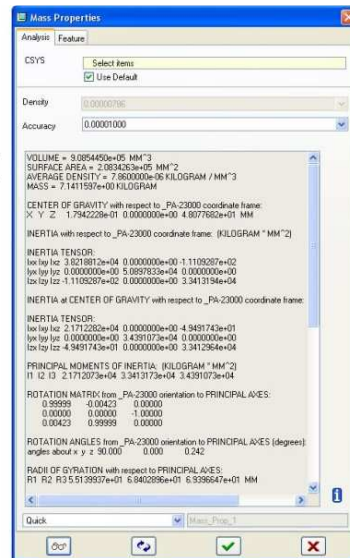 Mass Properties
Analysis Feature
CSYS Select items
Use Default
Density 0.00000786
Accuracy 0.00001000
VOLUME = 9.0854450e+05 MM^3
SURFACE AREA = 2.0834263e+05 MM^2
AVERAGE DENSITY = 7.8600000e-06 KILOGRAM / MM^3
MASS = 7.1411597e+00 KILOGRAM
CENTER OF GRAVITY with respect to _PA-23000 coordinate frame:
X Y Z 1.7942228e-01 0.0000000e+00 4.8077682e+01 MM
INERTIA with respect to _PA-23000 coordinate frame: (KILOGRAM * MM^2)
INERTIA TENSOR:
Ixx Ixy Ixz 3.8218812e+04 0.0000000e+00 -1.1109287e+02
Iyx Iyy Iyz 0.0000000e+00 5.0897833e+04 0.0000000e+00
Izx Izy Izz -1.1109287e+02 0.0000000e+00 3.3413194e+04
INERTIA at CENTER OF GRAVITY with respect to _PA-23000 coordinate frame:
INERTIA TENSOR:
Ixx Ixy Ixz 2.1712282e+04 0.0000000e+00 -4.9491743e+01
Iyx Iyy Iyz 0.0000000e+00 3.4391073e+04 0.0000000e+00
Izx Izy Izz -4.9491743e+01 0.0000000e+00 3.3412964e+04
PRINCIPAL MOMENTS OF INERTIA: (KILOGRAM * MM^2)
I1 I2 I3 2.1712073e+04 3.3413173e+04 3.4391073e+04
ROTATION MATRIX from _PA-23000 orientation to PRINCIPAL AXES:
0.99999 -0.00423 0.00000
0.00000 0.00000 -1.00000
0.00423 0.99999 0.00000
ROTATION ANGLES from _PA-23000 orientation to PRINCIPAL AXES (degrees):
angles about x y z 90.000 0.000 0.242
RADII OF GYRATION with respect to PRINCIPAL AXES:
R1 R2 R3 5.5139937e+01 6.8402896e+01 6.9396647e+01 MM
Quick Mass_Prop_1